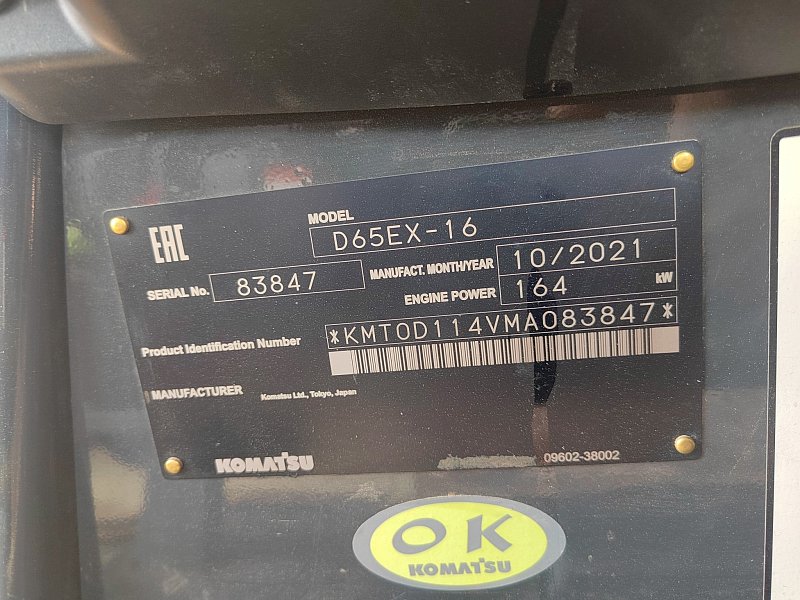 EAC
MODEL
D65EX-16
SERIAL No. 83847
MANUFACT. MONTH/YEAR 10/2021
ENGINE POWER 164 kW
Product Identification Number *KMT0D114VMA083847*
MANUFACTURER Komatsu Ltd., Tokyo, Japan
KOMATSU 09602-38002
OK
KOMATSU